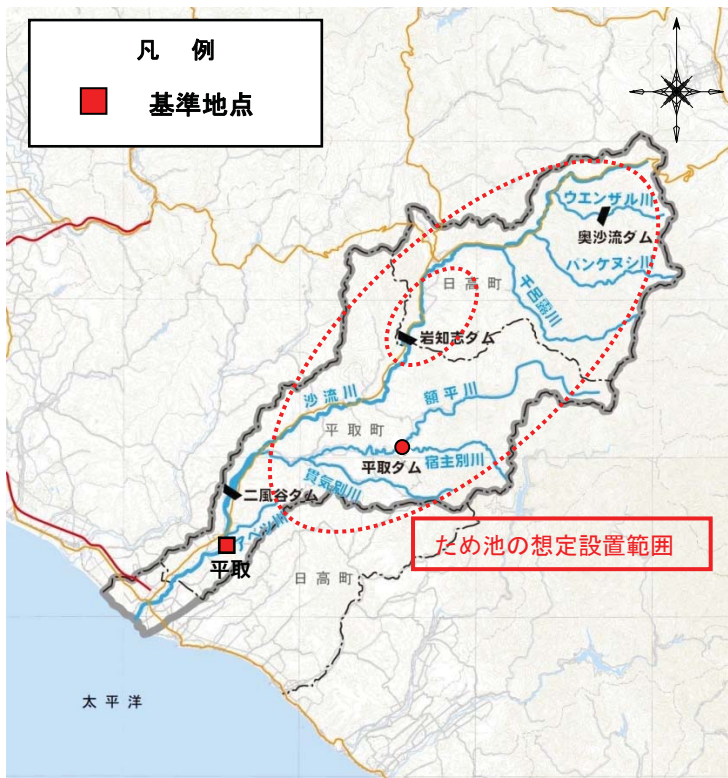 凡 例
基準地点
ウエンザル川
奥沙流ダム
パンケヌシ川
日高町
千呂露川
岩知志ダム
沙流川
額平川
平取町
平取ダム
宿主別川
貫気別川
二風谷ダム
アベツ川
平取
ため池の想定設置範囲
日高町
太平洋